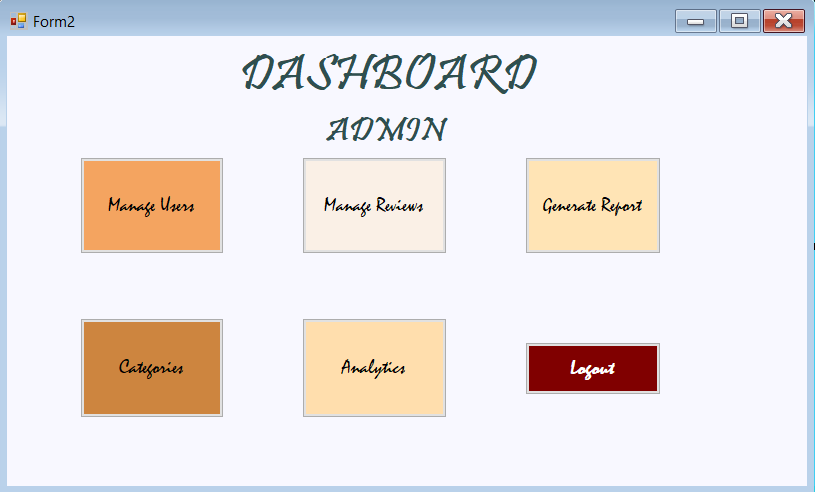 Form2
DASHBOARD
ADMIN
Manage Users
Manage Reviews
Generate Report
Categories
Analytics
Logout